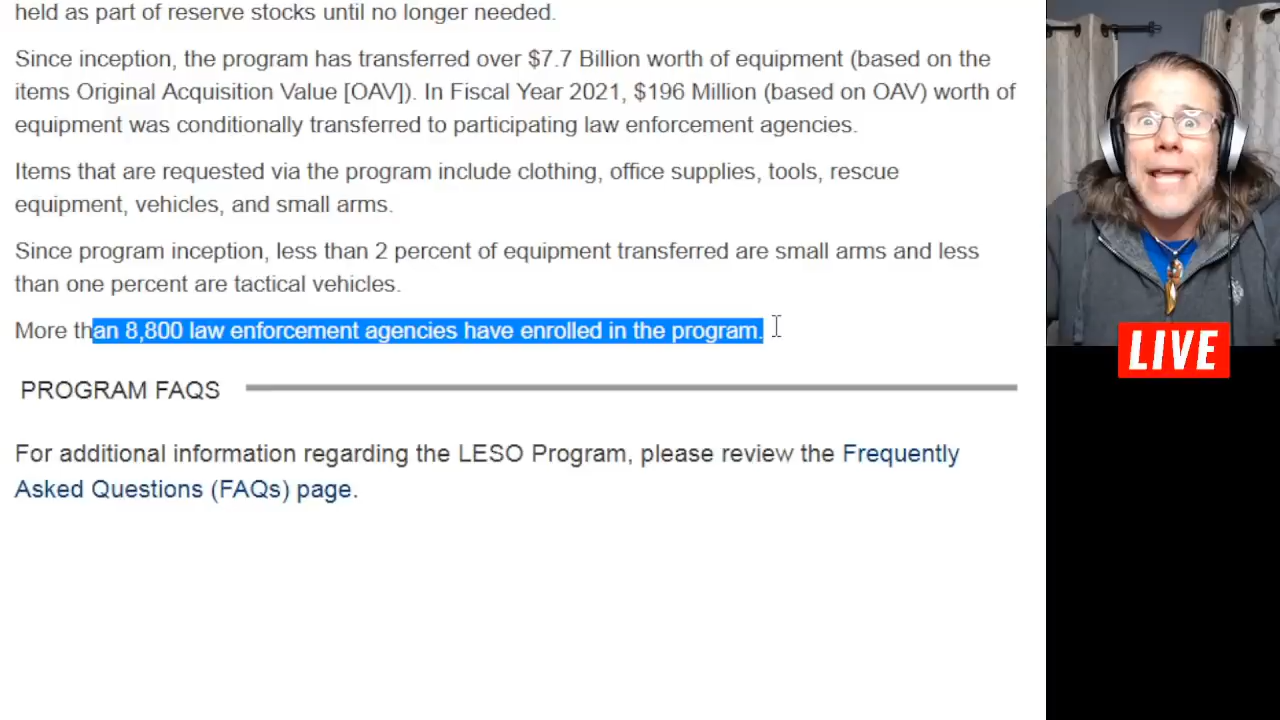 held as part of reserve stocks until no longer needed.
Since inception, the program has transferred over $7.7 Billion worth of equipment (based on the
items Original Acquisition Value [OAV]). In Fiscal Year 2021, $196 Million (based on OAV) worth of
equipment was conditionally transferred to participating law enforcement agencies.
Items that are requested via the program include clothing, office supplies, tools, rescue
equipment, vehicles, and small arms.
Since program inception, less than 2 percent of equipment transferred are small arms and less
than one percent are tactical vehicles.
More than 8,800 law enforcement agencies have enrolled in the program.
LIVE
PROGRAM FAQS
For additional information regarding the LESO Program, please review the Frequently
Asked Questions (FAQs) page.